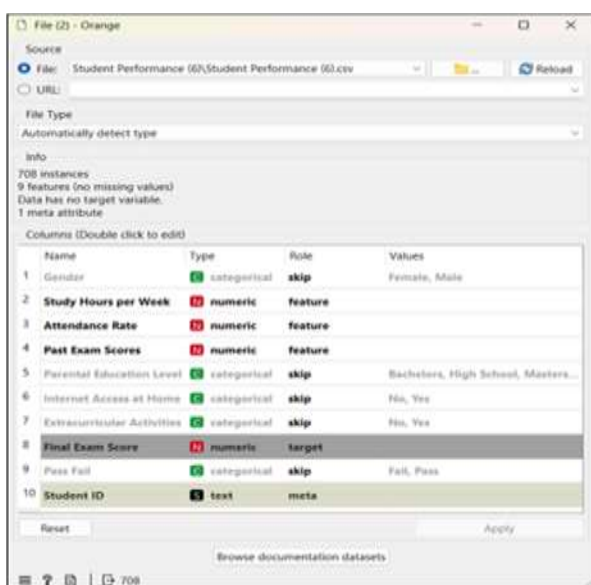 File (2) - Orange
Source
File: Student Performance (6)\Student Performance (6).csv ... Reload
URL:
File Type
Automatically detect type
Info
708 instances
9 features (no missing values)
Data has no target variable.
1 meta attribute
Columns (Double click to edit)
Name Type Role Values
1 Gender C categorical skip Female, Male
2 Study Hours per Week N numeric feature
3 Attendance Rate N numeric feature
4 Past Exam Scores N numeric feature
5 Parental Education Level C categorical skip Bachelors, High School, Masters...
6 Internet Access at Home C categorical skip No, Yes
7 Extracurricular Activities C categorical skip No, Yes
8 Final Exam Score N numeric target
9 Pass Fail C categorical skip Fail, Pass
10 Student ID S text meta
Reset Apply
Browse documentation datasets
? 708